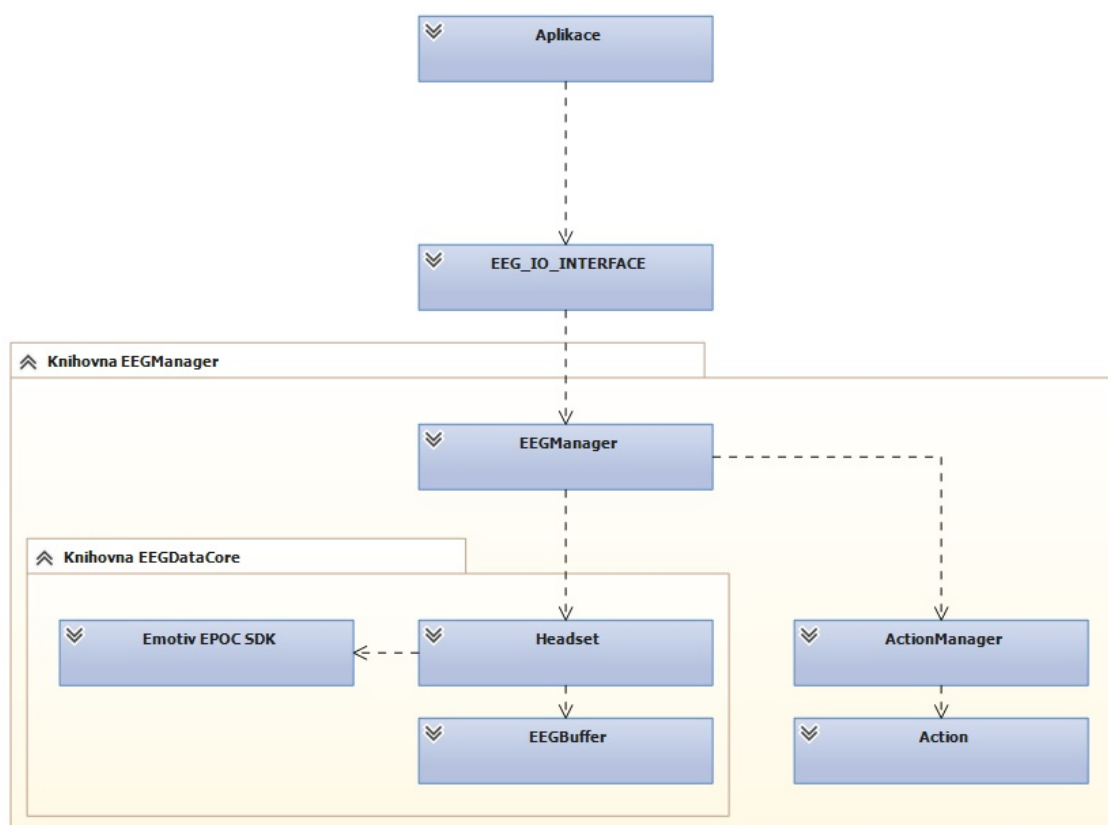 Aplikace
EEG_IO_INTERFACE
Knihovna EEGManager
EEGManager
Knihovna EEGDataCore
Emotiv EPOC SDK
Headset
ActionManager
EEGBuffer
Action